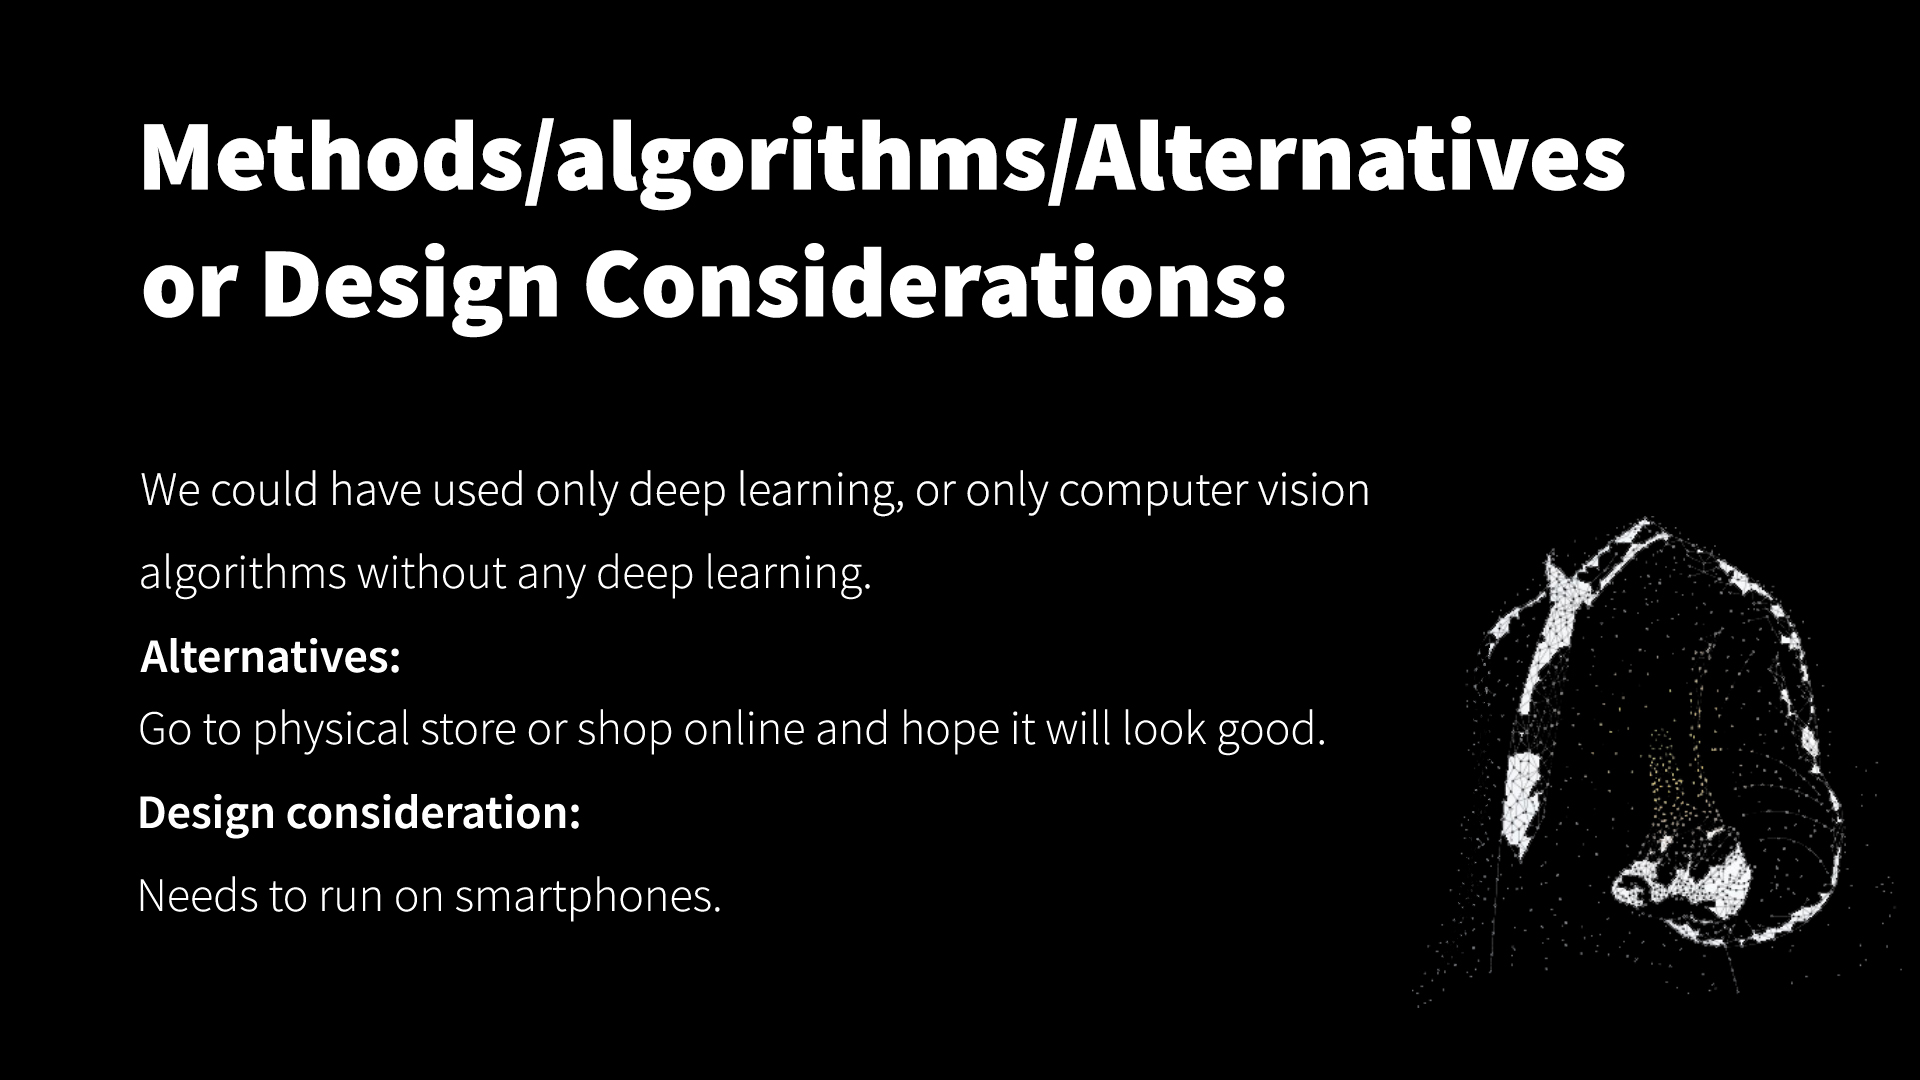 Methods/algorithms/Alternatives
or Design Considerations:
We could have used only deep learning, or only computer vision
algorithms without any deep learning.
Alternatives:
Go to physical store or shop online and hope it will look good.
Design consideration:
Needs to run on smartphones.